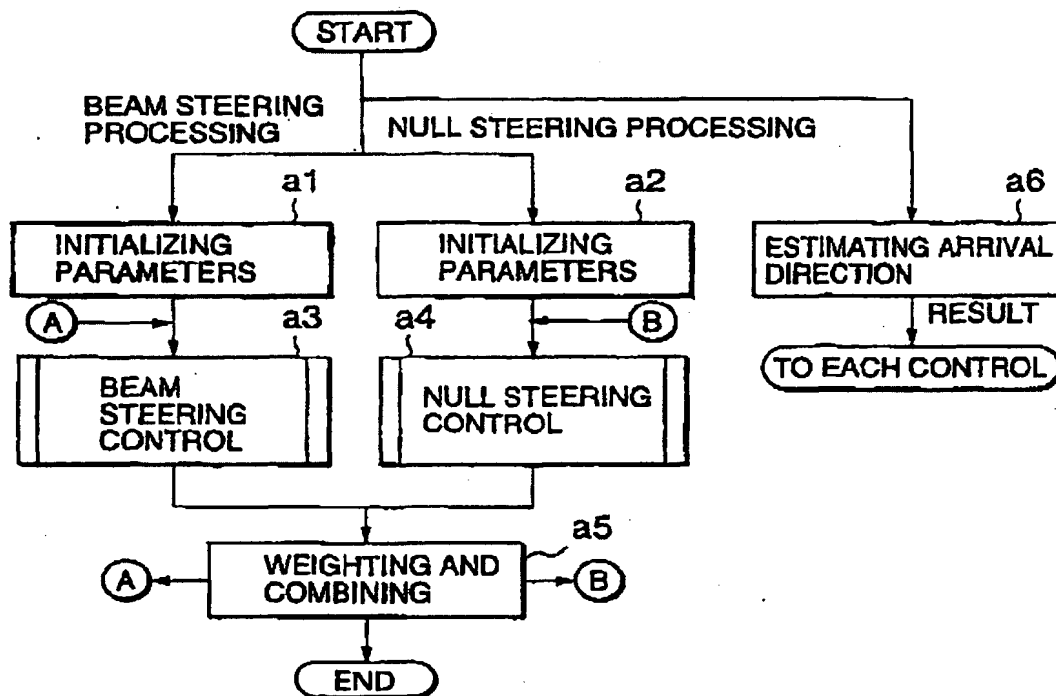 START
BEAM STEERING
PROCESSING
NULL STEERING PROCESSING
a1
a2
a6
INITIALIZING
PARAMETERS
INITIALIZING
PARAMETERS
ESTIMATING ARRIVAL
DIRECTION
A
B
RESULT
a3
a4
TO EACH CONTROL
BEAM
STEERING
CONTROL
NULL STEERING
CONTROL
a5
WEIGHTING AND
COMBINING
A
B
END